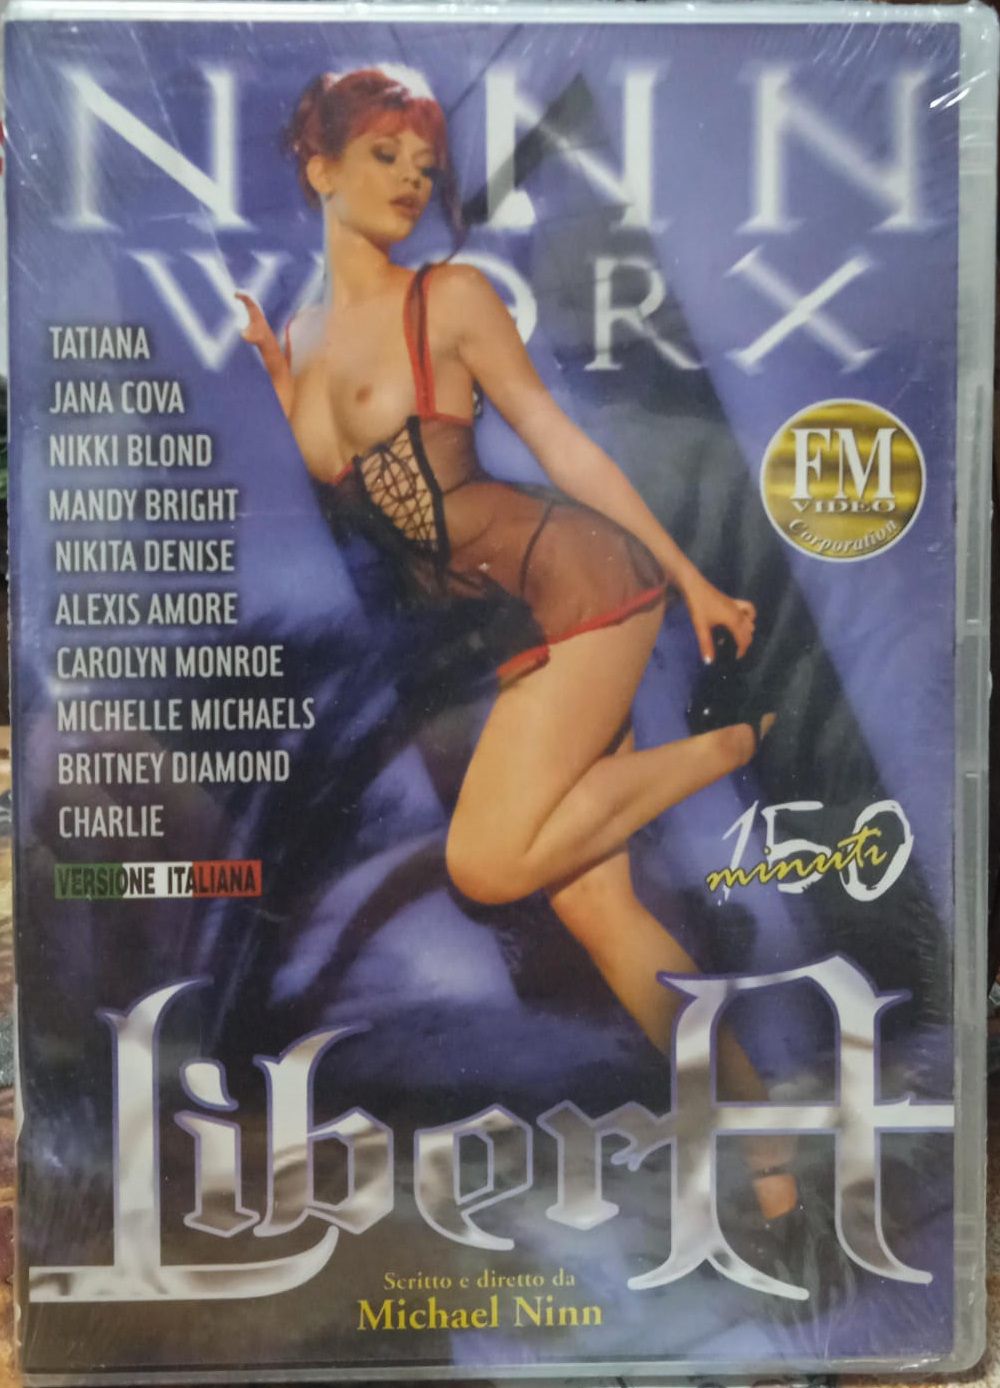 NINN
WORX
TATIANA
JANA COVA
NIKKI BLOND
MANDY BRIGHT
NIKITA DENISE
ALEXIS AMORE
CAROLYN MONROE
MICHELLE MICHAELS
BRITNEY DIAMOND
CHARLIE
VERSIONE ITALIANA
FM
VIDEO
Corporation
150
minuti
LiberA
Scritto e diretto da
Michael Ninn